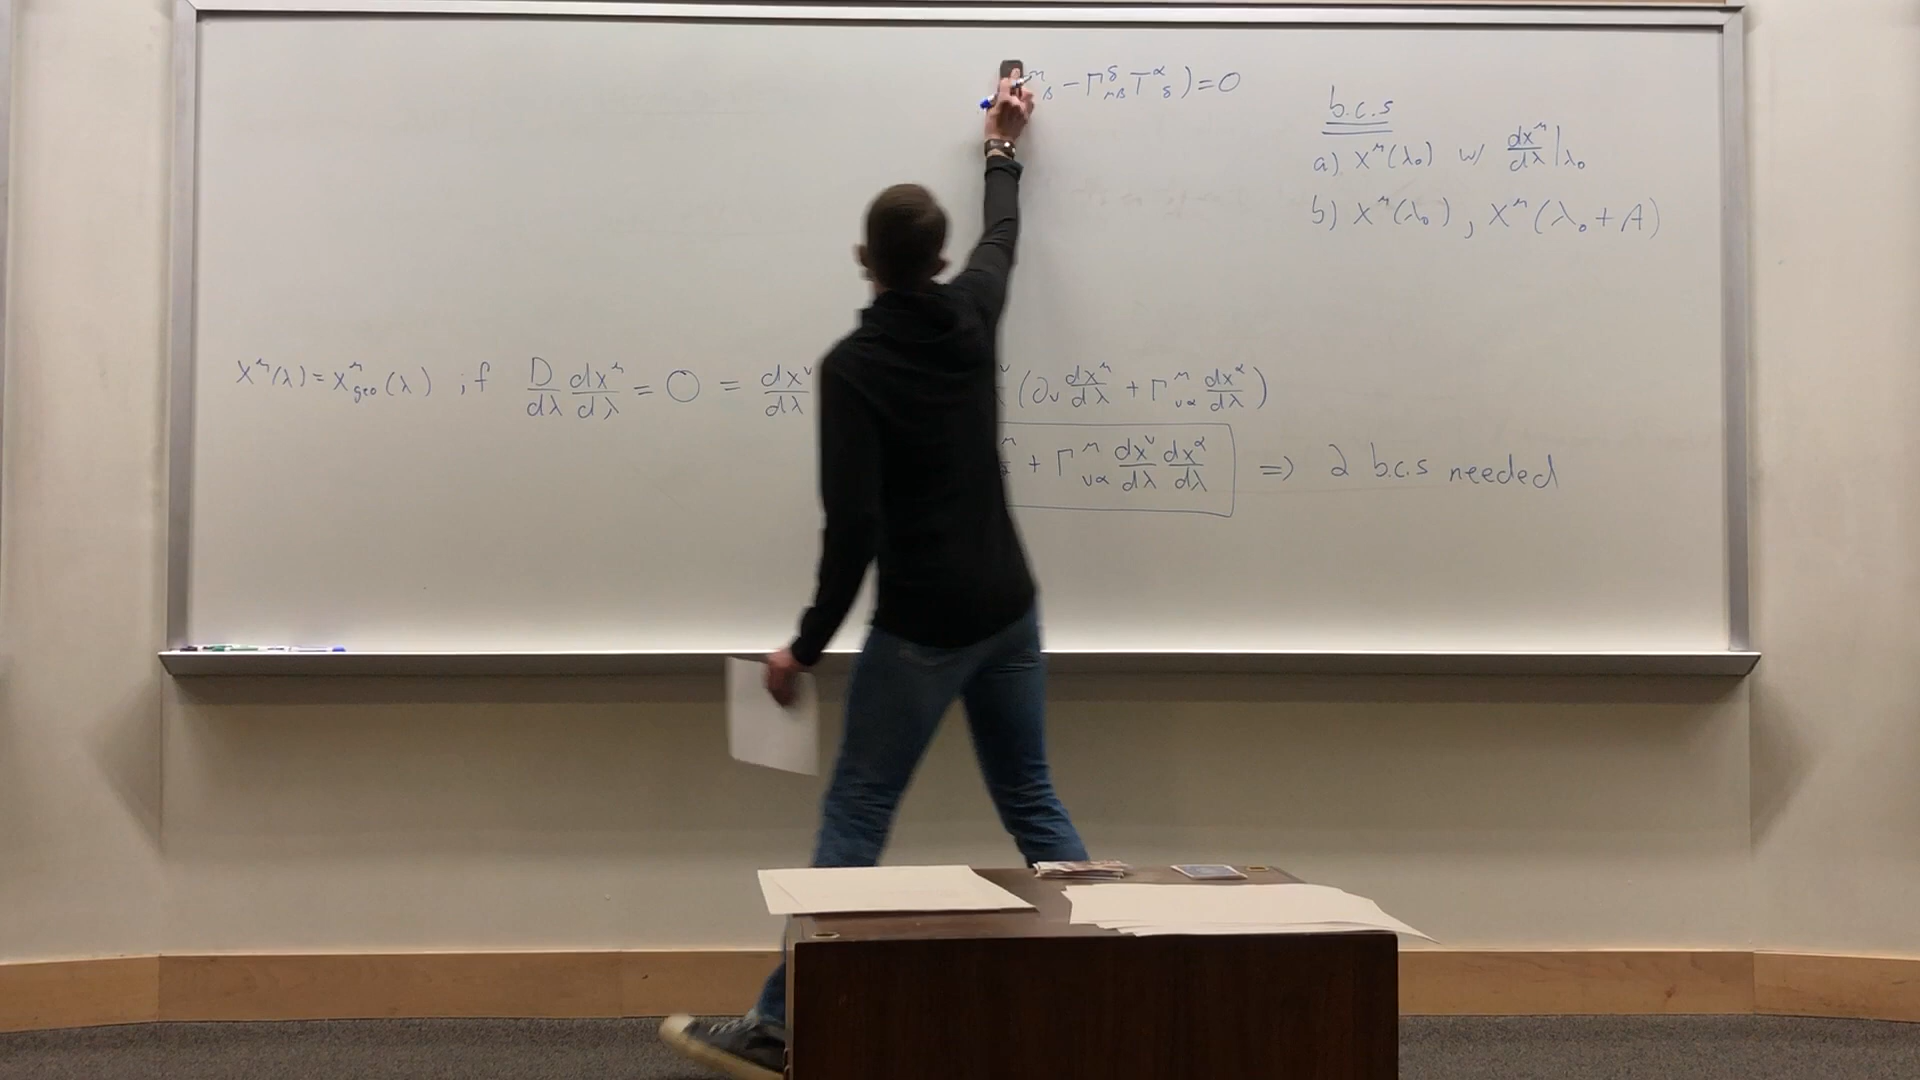 − Γ^δ_μβ T^α_δ ) = 0
b.c.s
a) x^μ(λ₀) w/ dx^μ/dλ |λ₀
b) x^μ(λ₀) , x^μ(λ₀ + A)
x^μ(λ) = x^μ_geo(λ) if D/dλ dx^μ/dλ = 0 = dx^ν/dλ (∂_ν dx^μ/dλ + Γ^μ_να dx^α/dλ)
+ Γ^μ_να dx^ν/dλ dx^α/dλ => 2 b.c.s needed